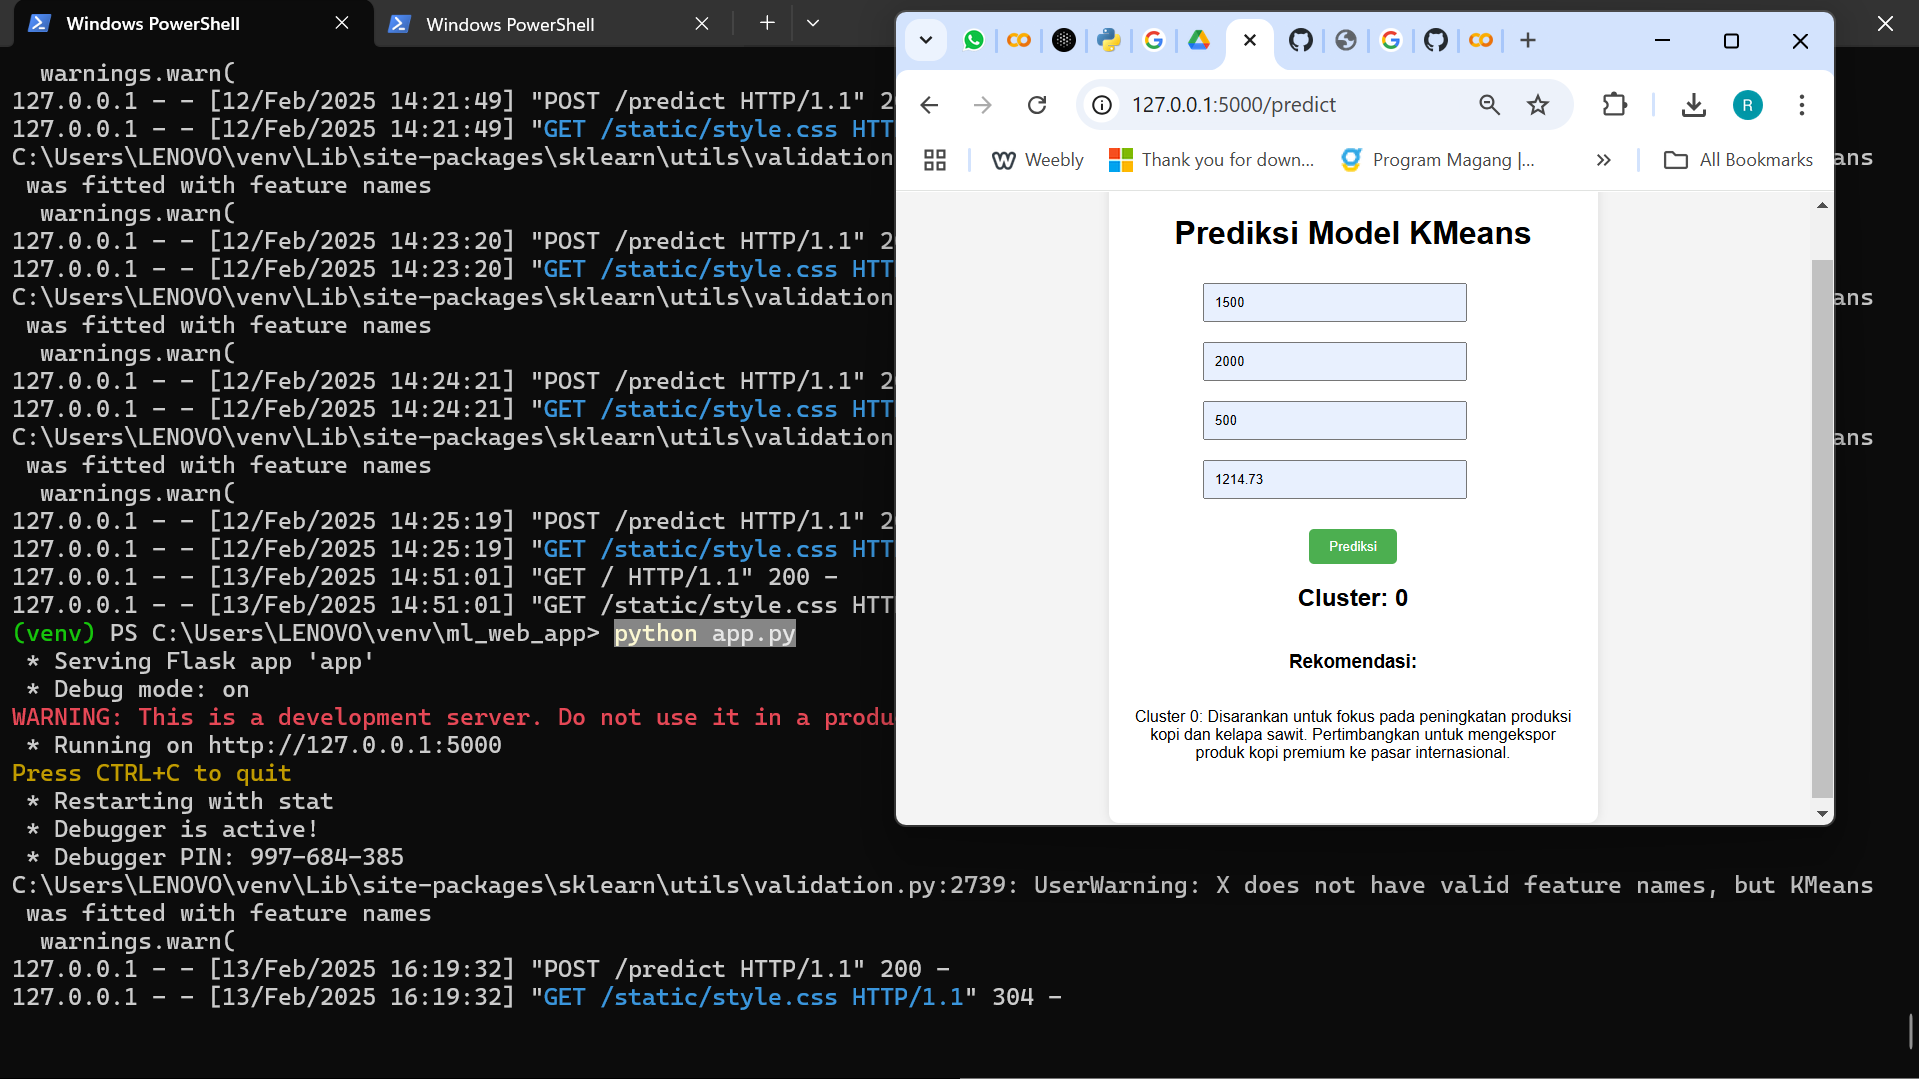 Windows PowerShell
Windows PowerShell
warnings.warn(
127.0.0.1 - - [12/Feb/2025 14:21:49] "POST /predict HTTP/1.1" 2
127.0.0.1 - - [12/Feb/2025 14:21:49] "GET /static/style.css HTT
C:\Users\LENOVO\venv\Lib\site-packages\sklearn\utils\validation
ans
was fitted with feature names
warnings.warn(
127.0.0.1 - - [12/Feb/2025 14:23:20] "POST /predict HTTP/1.1" 2
127.0.0.1 - - [12/Feb/2025 14:23:20] "GET /static/style.css HTT
C:\Users\LENOVO\venv\Lib\site-packages\sklearn\utils\validation
ans
was fitted with feature names
warnings.warn(
127.0.0.1 - - [12/Feb/2025 14:24:21] "POST /predict HTTP/1.1" 2
127.0.0.1 - - [12/Feb/2025 14:24:21] "GET /static/style.css HTT
C:\Users\LENOVO\venv\Lib\site-packages\sklearn\utils\validation
ans
was fitted with feature names
warnings.warn(
127.0.0.1 - - [12/Feb/2025 14:25:19] "POST /predict HTTP/1.1" 2
127.0.0.1 - - [12/Feb/2025 14:25:19] "GET /static/style.css HTT
127.0.0.1 - - [13/Feb/2025 14:51:01] "GET / HTTP/1.1" 200 -
127.0.0.1 - - [13/Feb/2025 14:51:01] "GET /static/style.css HTT
(venv) PS C:\Users\LENOVO\venv\ml_web_app> python app.py
* Serving Flask app 'app'
* Debug mode: on
WARNING: This is a development server. Do not use it in a produ
* Running on http://127.0.0.1:5000
Press CTRL+C to quit
* Restarting with stat
* Debugger is active!
* Debugger PIN: 997-684-385
C:\Users\LENOVO\venv\Lib\site-packages\sklearn\utils\validation.py:2739: UserWarning: X does not have valid feature names, but KMeans
was fitted with feature names
warnings.warn(
127.0.0.1 - - [13/Feb/2025 16:19:32] "POST /predict HTTP/1.1" 200 -
127.0.0.1 - - [13/Feb/2025 16:19:32] "GET /static/style.css HTTP/1.1" 304 -
127.0.0.1:5000/predict
R
Weebly
Thank you for down...
Program Magang |...
All Bookmarks
Prediksi Model KMeans
1500
2000
500
1214.73
Prediksi
Cluster: 0
Rekomendasi:
Cluster 0: Disarankan untuk fokus pada peningkatan produksi
kopi dan kelapa sawit. Pertimbangkan untuk mengekspor
produk kopi premium ke pasar internasional.